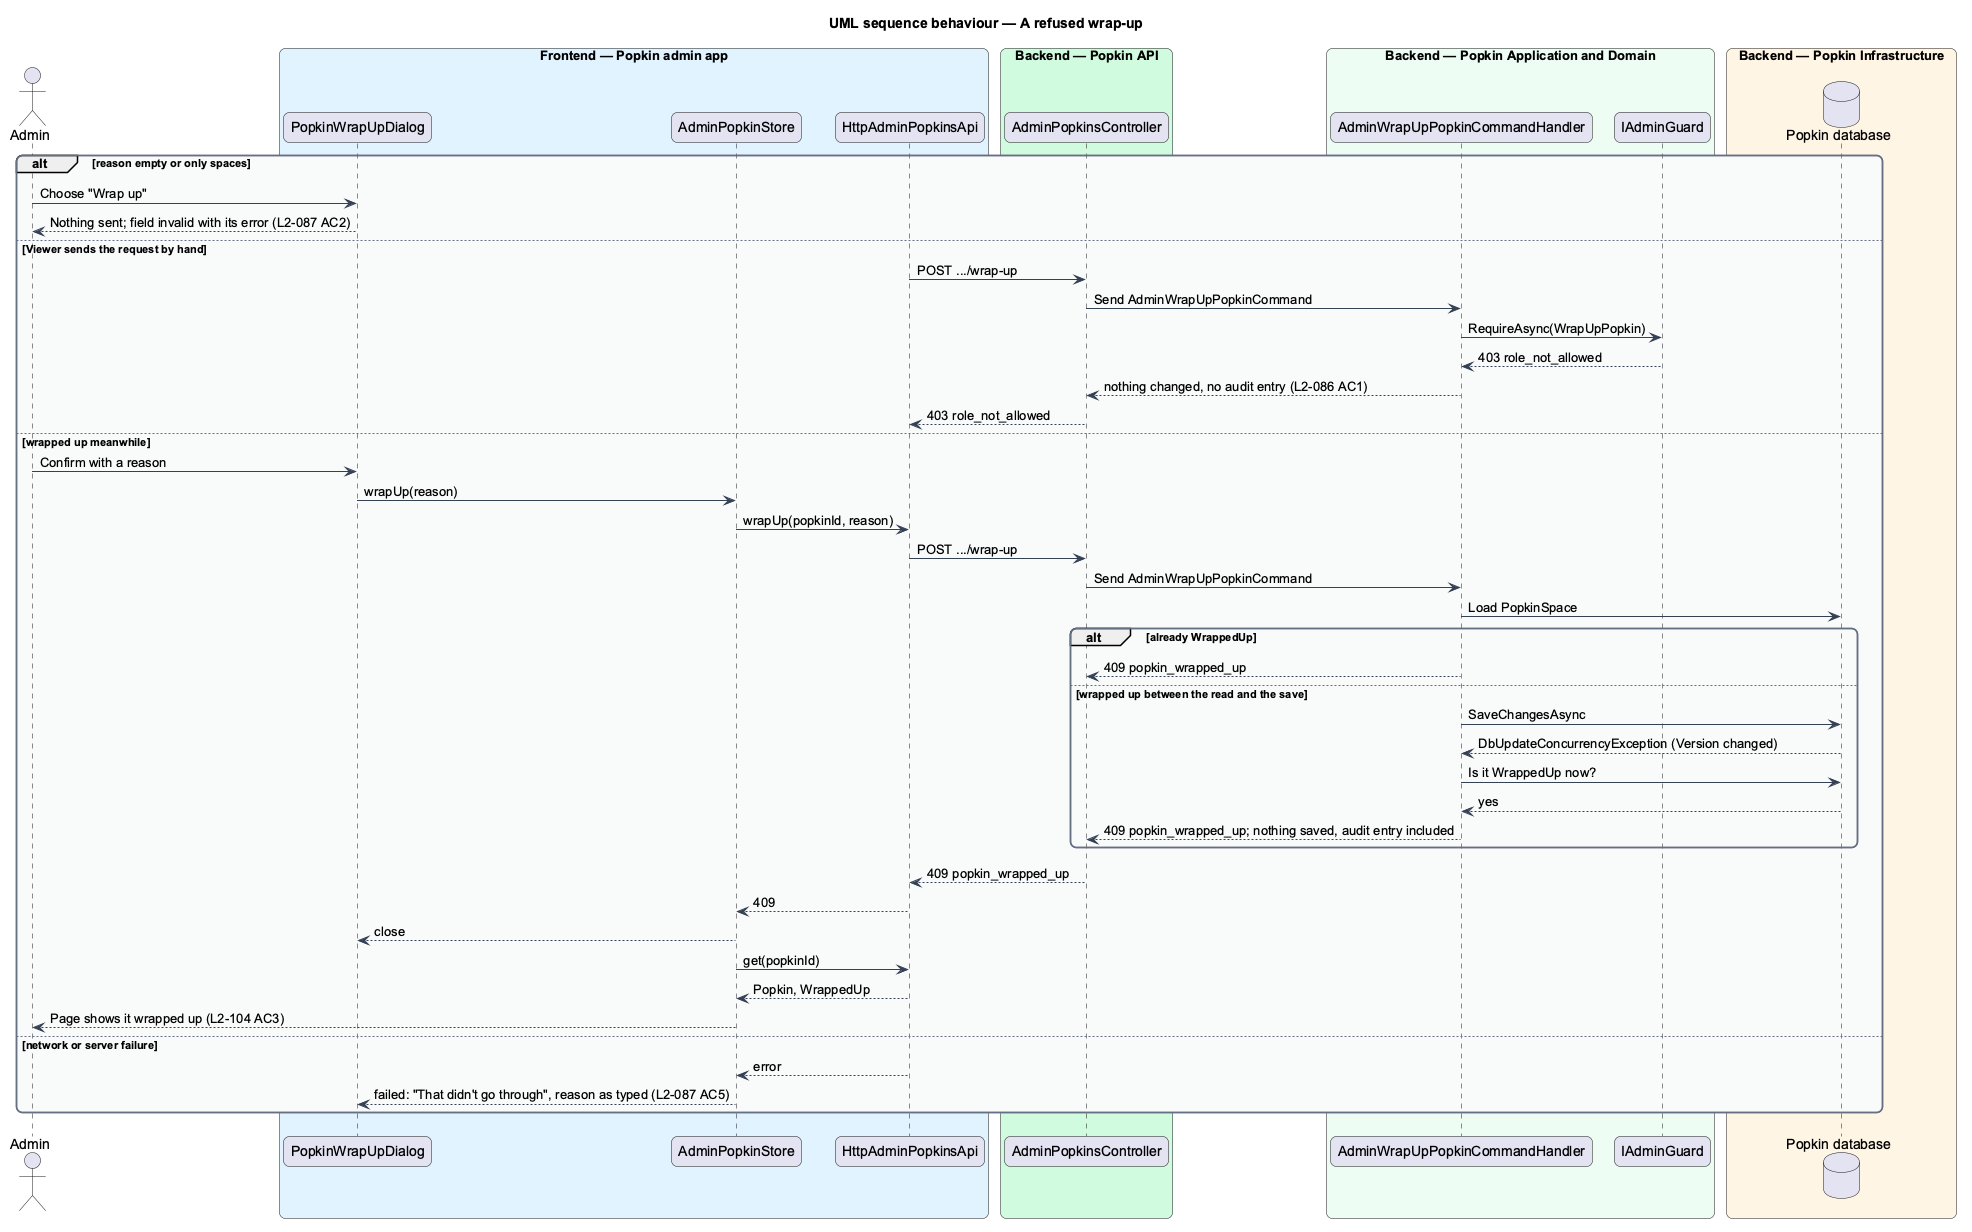 UML sequence behaviour — A refused wrap-up
Frontend — Popkin admin app
Backend — Popkin API
Backend — Popkin Application and Domain
Backend — Popkin Infrastructure
Admin
PopkinWrapUpDialog
AdminPopkinStore
HttpAdminPopkinsApi
AdminPopkinsController
AdminWrapUpPopkinCommandHandler
IAdminGuard
Popkin database
alt [reason empty or only spaces]
Choose "Wrap up"
Nothing sent; field invalid with its error (L2-087 AC2)
[Viewer sends the request by hand]
POST .../wrap-up
Send AdminWrapUpPopkinCommand
RequireAsync(WrapUpPopkin)
403 role_not_allowed
nothing changed, no audit entry (L2-086 AC1)
403 role_not_allowed
[wrapped up meanwhile]
Confirm with a reason
wrapUp(reason)
wrapUp(popkinId, reason)
POST .../wrap-up
Send AdminWrapUpPopkinCommand
Load PopkinSpace
alt [already WrappedUp]
409 popkin_wrapped_up
[wrapped up between the read and the save]
SaveChangesAsync
DbUpdateConcurrencyException (Version changed)
Is it WrappedUp now?
yes
409 popkin_wrapped_up; nothing saved, audit entry included
409 popkin_wrapped_up
409
close
get(popkinId)
Popkin, WrappedUp
Page shows it wrapped up (L2-104 AC3)
[network or server failure]
error
failed: "That didn't go through", reason as typed (L2-087 AC5)
Admin
PopkinWrapUpDialog
AdminPopkinStore
HttpAdminPopkinsApi
AdminPopkinsController
AdminWrapUpPopkinCommandHandler
IAdminGuard
Popkin database